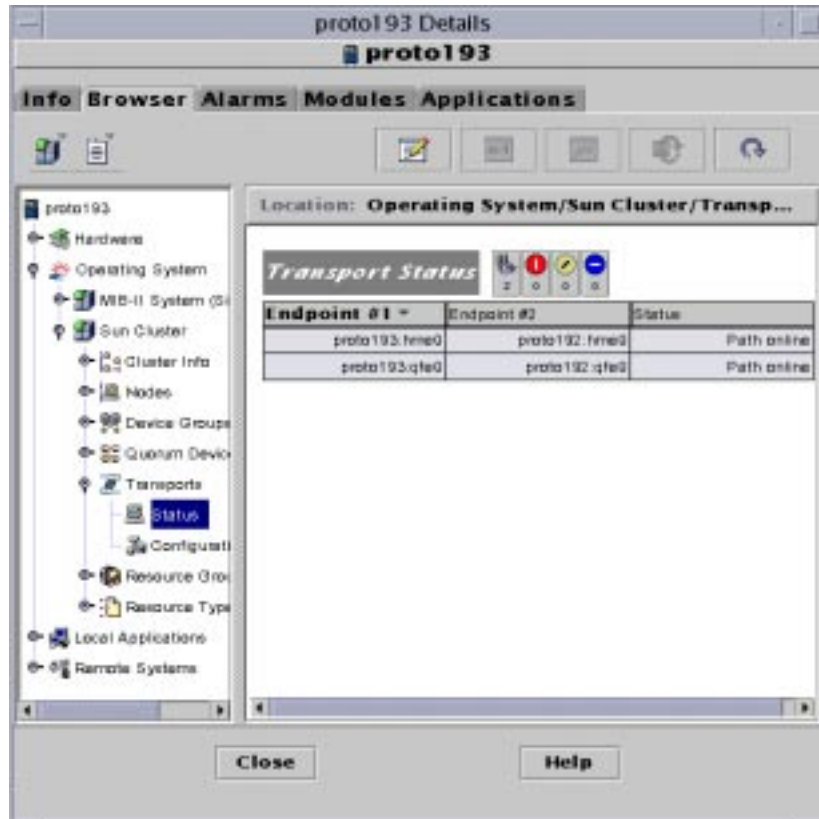 proto193 Details
proto193
Info Browser Alarms Modules Applications
proto193
Hardware
Operating System
MIB-II System (Si
Sun Cluster
Cluster Info
Nodes
Device Groups
Quorum Devic
Transports
Status
Configurati
Resource Grou
Resource Type
Local Applications
Remote Systems
Location: Operating System/Sun Cluster/Transp...
Transport Status
2 0 0 0
Endpoint #1 Endpoint #2 Status
proto193:hme0 proto192:hme0 Path online
proto193:qfe0 proto192:qfe0 Path online
Close Help